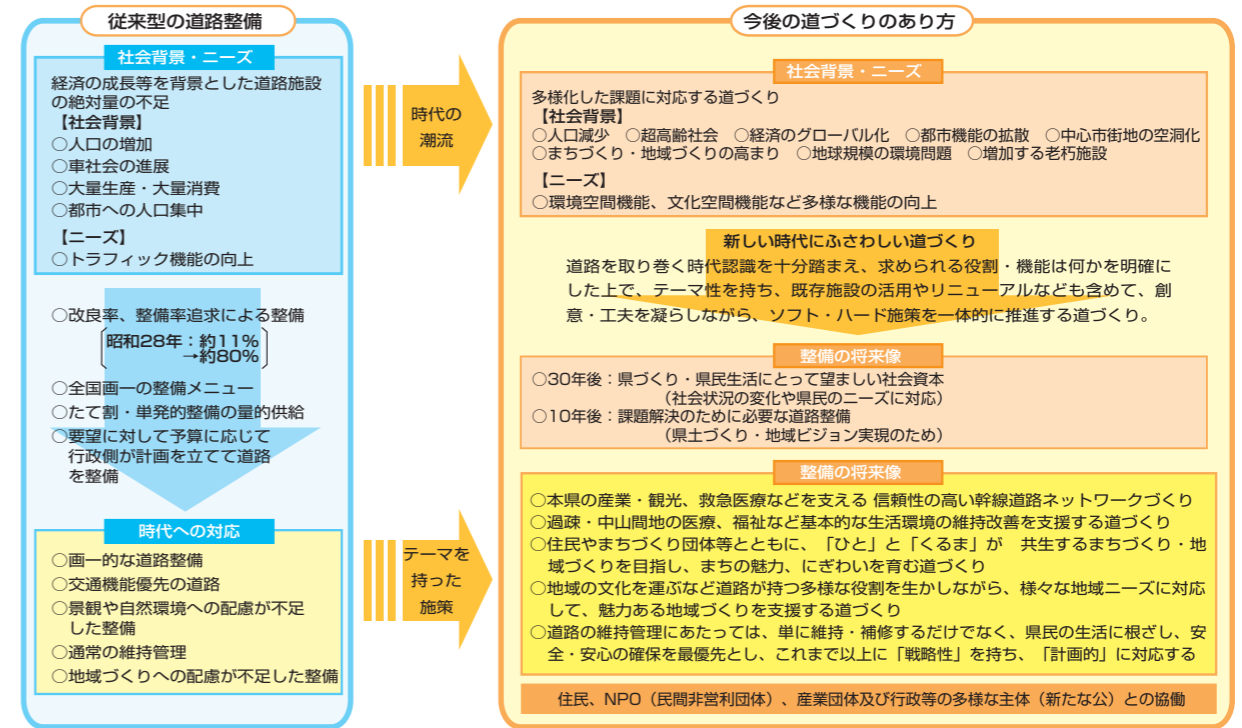 従来型の道路整備
社会背景・ニーズ
経済の成長等を背景とした道路施設
の絶対量の不足
【社会背景】
○人口の増加
○車社会の進展
○大量生産・大量消費
○都市への人口集中
【ニーズ】
○トラフィック機能の向上
○改良率、整備率追求による整備
昭和28年：約11%
→約80%
○全国画一の整備メニュー
○たて割・単発的整備の量的供給
○要望に対して予算に応じて
行政側が計画を立てて道路
を整備
時代への対応
○画一的な道路整備
○交通機能優先の道路
○景観や自然環境への配慮が不足
した整備
○通常の維持管理
○地域づくりへの配慮が不足した整備
時代の
潮流
テーマを
持った
施策
今後の道づくりのあり方
社会背景・ニーズ
多様化した課題に対応する道づくり
【社会背景】
○人口減少　○超高齢社会　○経済のグローバル化　○都市機能の拡散　○中心市街地の空洞化
○まちづくり・地域づくりの高まり　○地球規模の環境問題　○増加する老朽施設
【ニーズ】
○環境空間機能、文化空間機能など多様な機能の向上
新しい時代にふさわしい道づくり
道路を取り巻く時代認識を十分踏まえ、求められる役割・機能は何かを明確に
した上で、テーマ性を持ち、既存施設の活用やリニューアルなども含めて、創
意・工夫を凝らしながら、ソフト・ハード施策を一体的に推進する道づくり。
整備の将来像
○30年後：県づくり・県民生活にとって望ましい社会資本
（社会状況の変化や県民のニーズに対応）
○10年後：課題解決のために必要な道路整備
（県土づくり・地域ビジョン実現のため）
整備の将来像
○本県の産業・観光、救急医療などを支える 信頼性の高い幹線道路ネットワークづくり
○過疎・中山間地の医療、福祉など基本的な生活環境の維持改善を支援する道づくり
○住民やまちづくり団体等とともに、「ひと」と「くるま」が　共生するまちづくり・地
域づくりを目指し、まちの魅力、にぎわいを育む道づくり
○地域の文化を運ぶなど道路が持つ多様な役割を生かしながら、様々な地域ニーズに対応
して、魅力ある地域づくりを支援する道づくり
○道路の維持管理にあたっては、単に維持・補修するだけでなく、県民の生活に根ざし、安
全・安心の確保を最優先とし、これまで以上に「戦略性」を持ち、「計画的」に対応する
住民、NPO（民間非営利団体）、産業団体及び行政等の多様な主体（新たな公）との協働